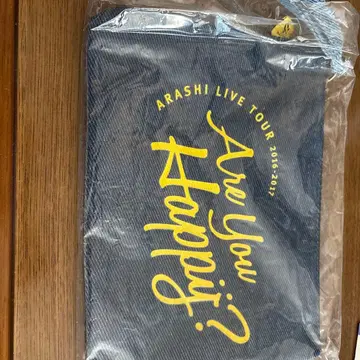 ARASHI LIVE TOUR 2016-2017
Are You
Happy?